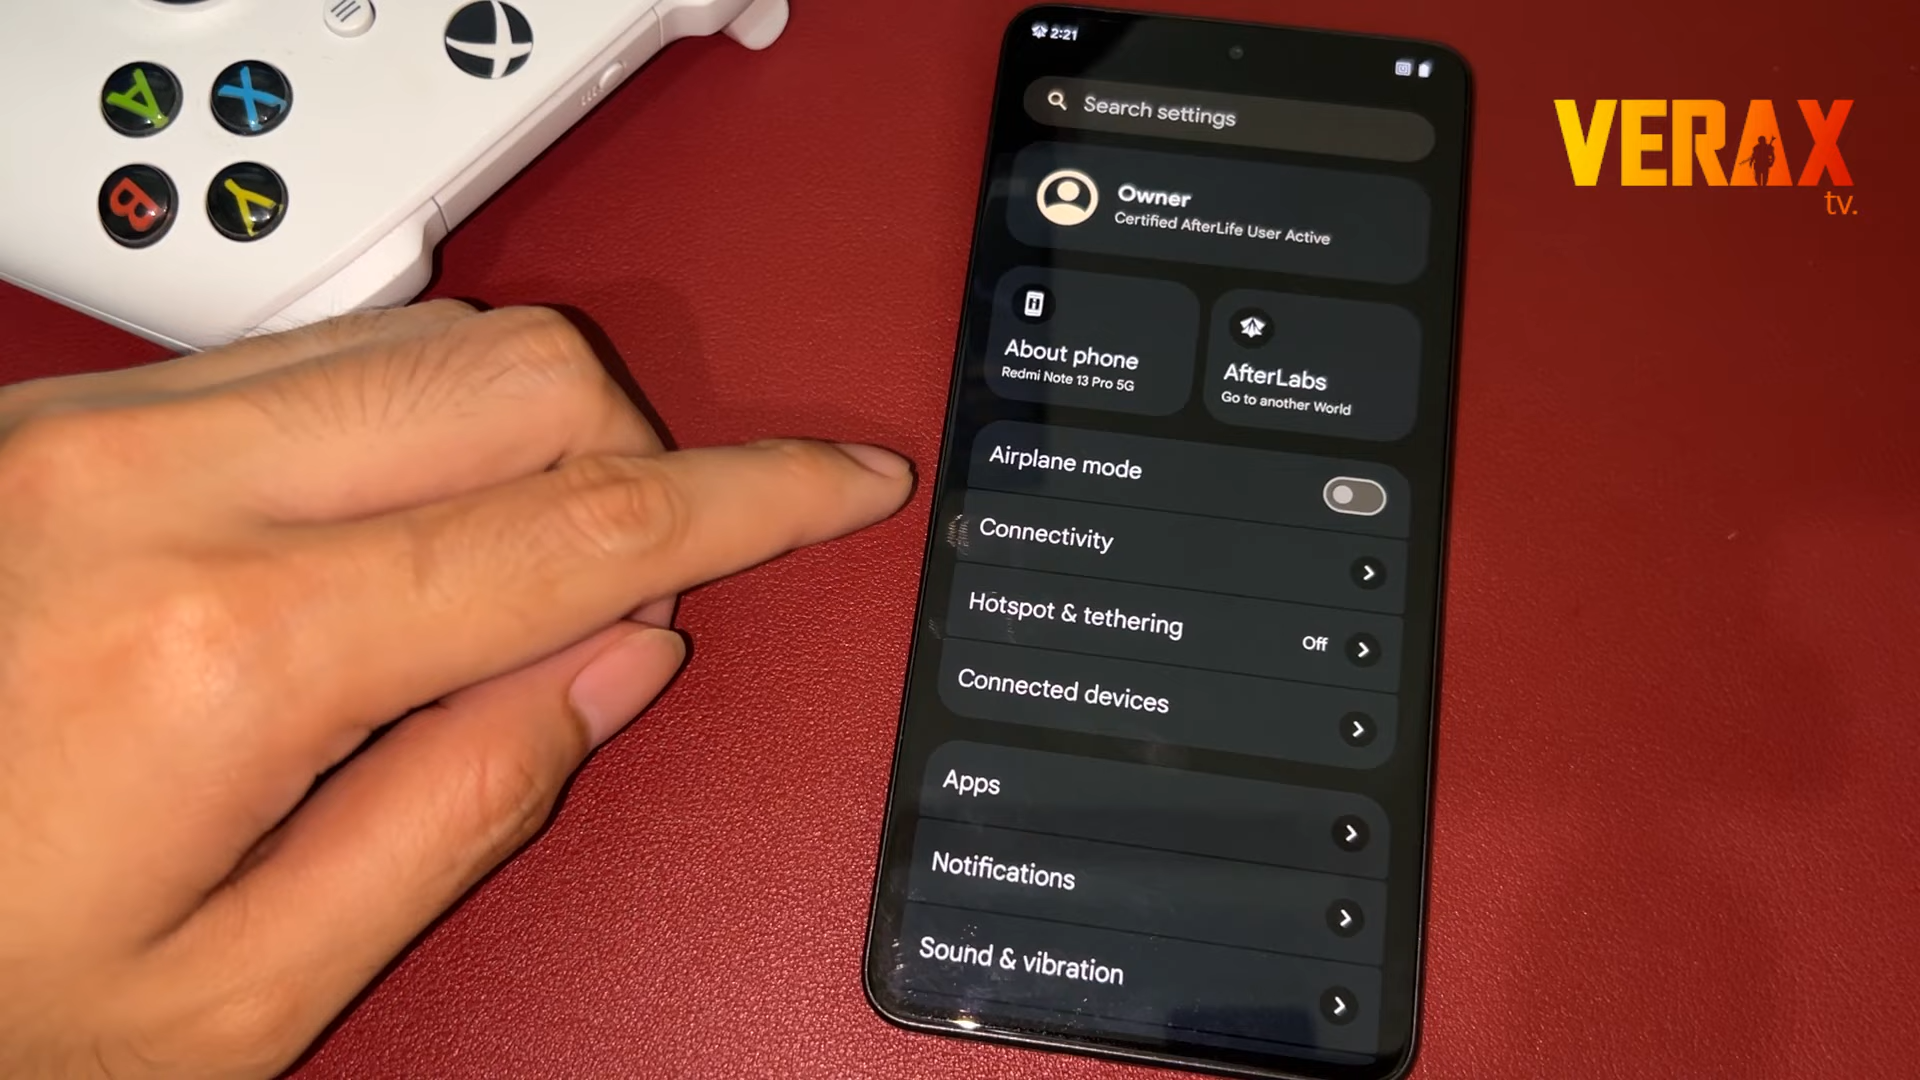 A
X
B
Y
2:21
Search settings
Owner
Certified AfterLife User Active
About phone
Redmi Note 13 Pro 5G
AfterLabs
Go to another World
Airplane mode
Connectivity
Hotspot & tethering
Off
Connected devices
Apps
Notifications
Sound & vibration
VERAX
tv.